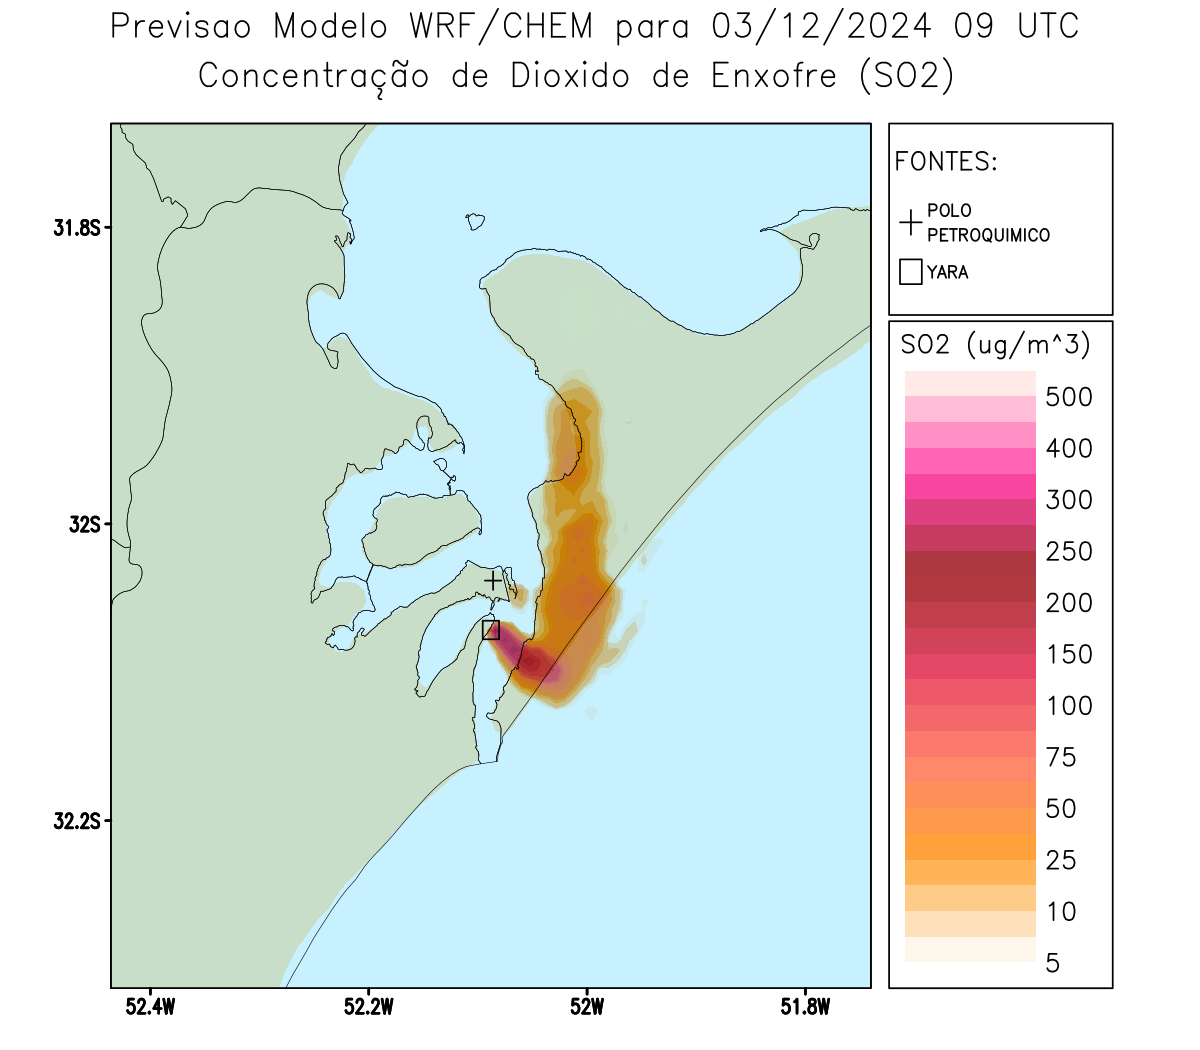 Previsao Modelo WRF/CHEM para 03/12/2024 09 UTC
Concentração de Dioxido de Enxofre (SO2)
FONTES:
POLO
PETROQUIMICO
YARA
SO2 (ug/m^3)
500
400
300
250
200
150
100
75
50
25
10
5
31.8S
32S
32.2S
52.4W
52.2W
52W
51.8W